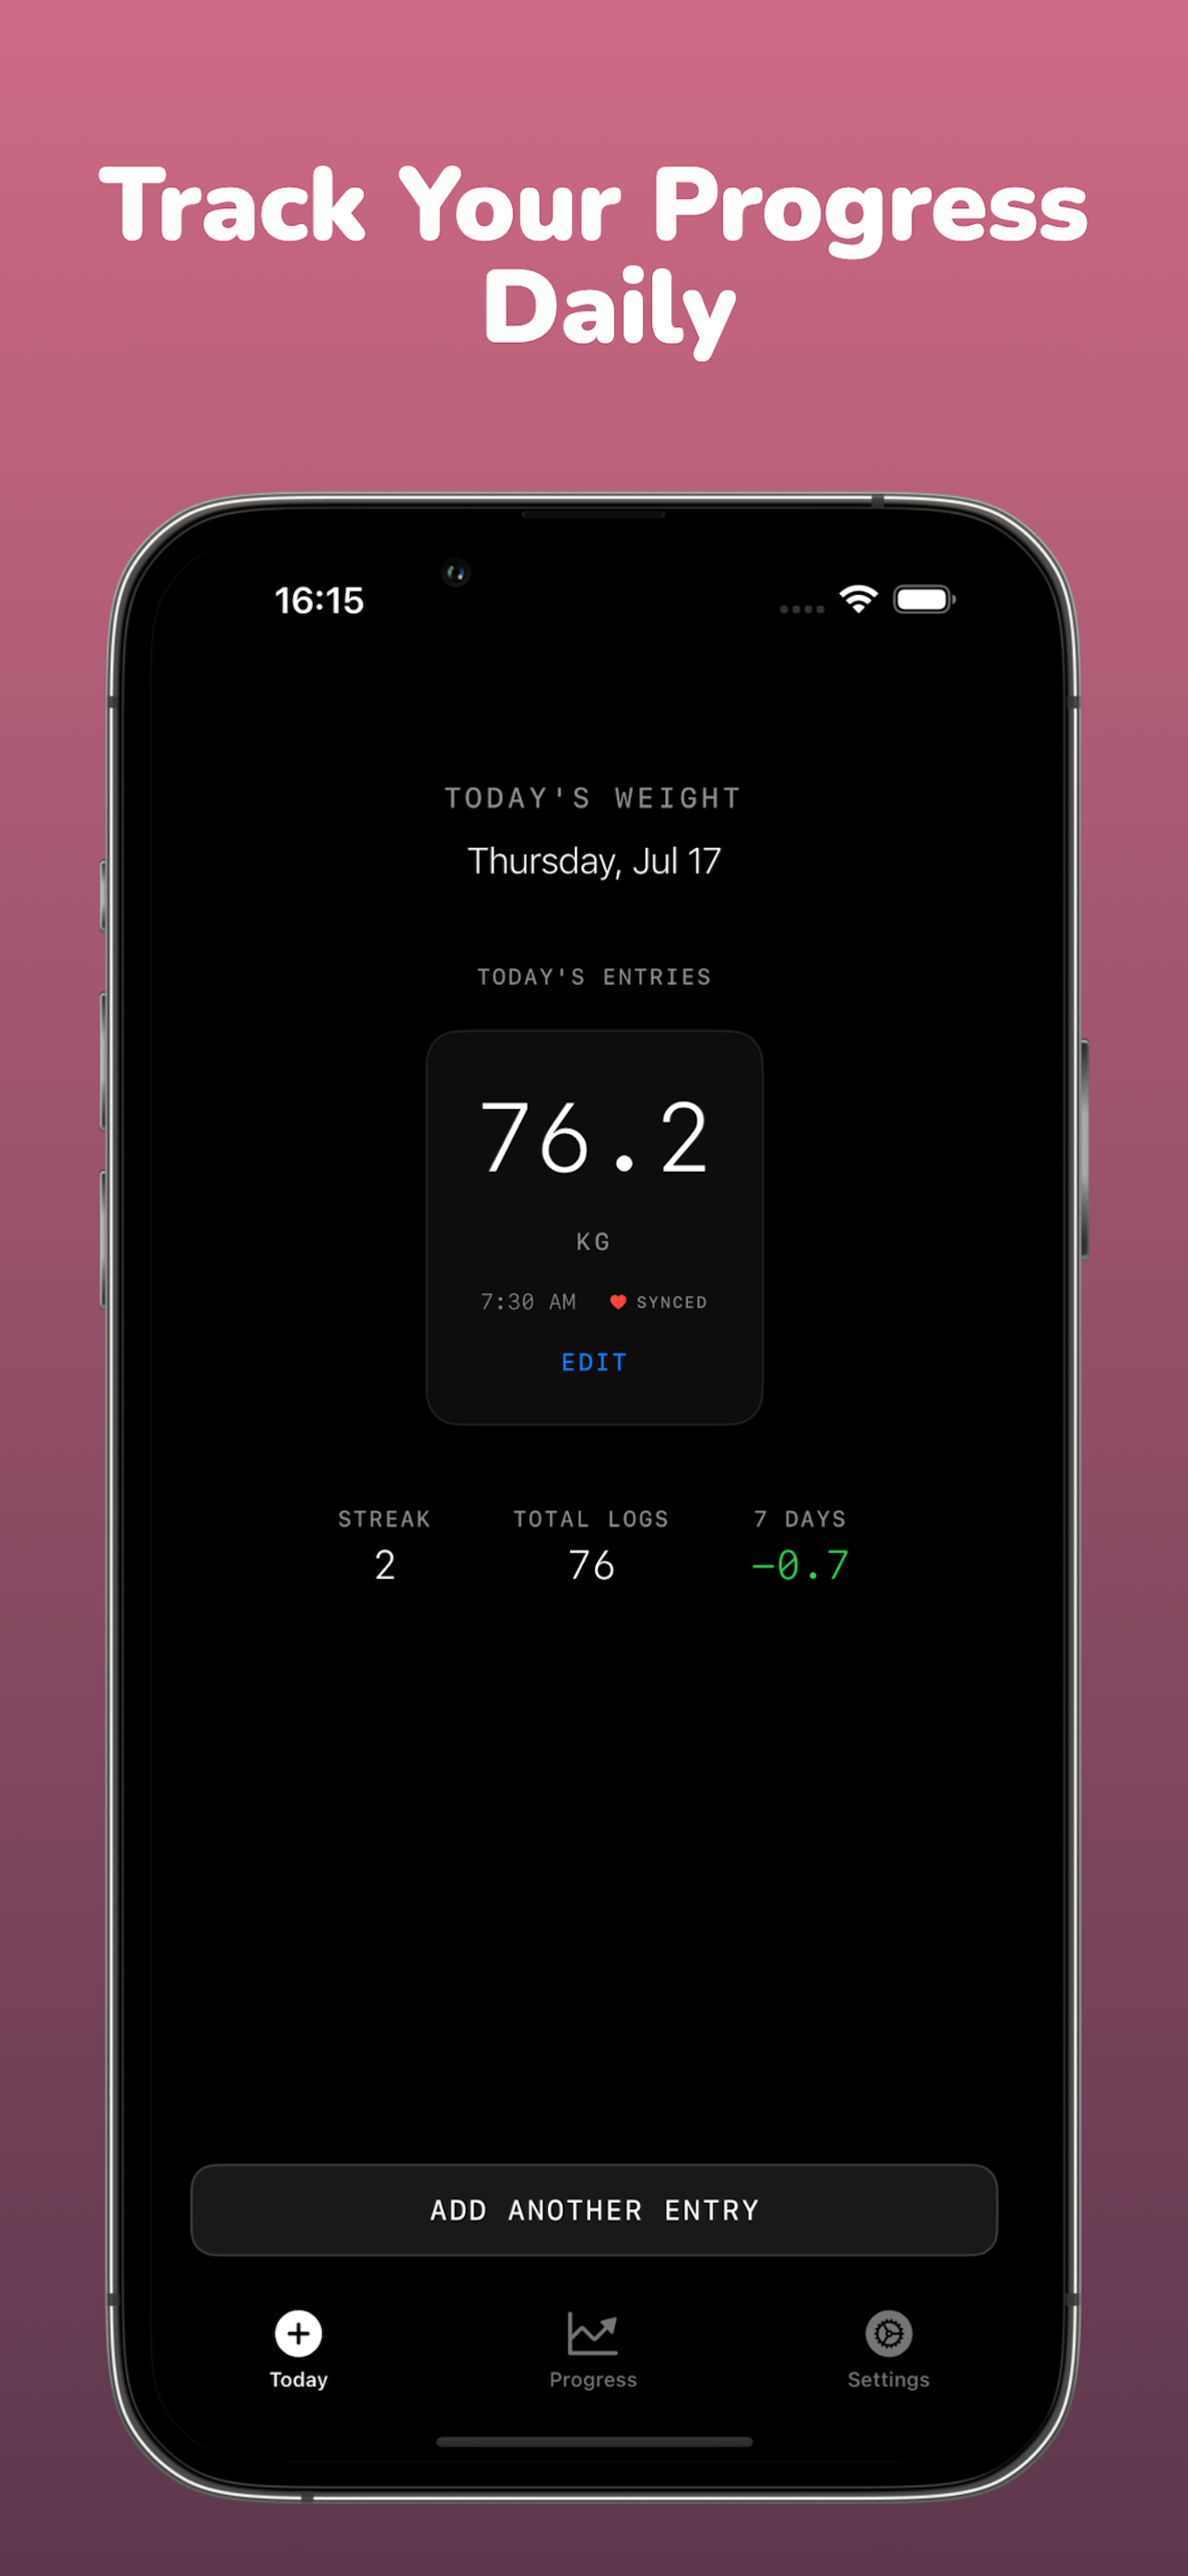 Track Your Progress
Daily
16:15
TODAY'S WEIGHT
Thursday, Jul 17
TODAY'S ENTRIES
76.2
KG
7:30 AM SYNCED
EDIT
STREAK TOTAL LOGS 7 DAYS
2 76 −0.7
ADD ANOTHER ENTRY
Today Progress Settings